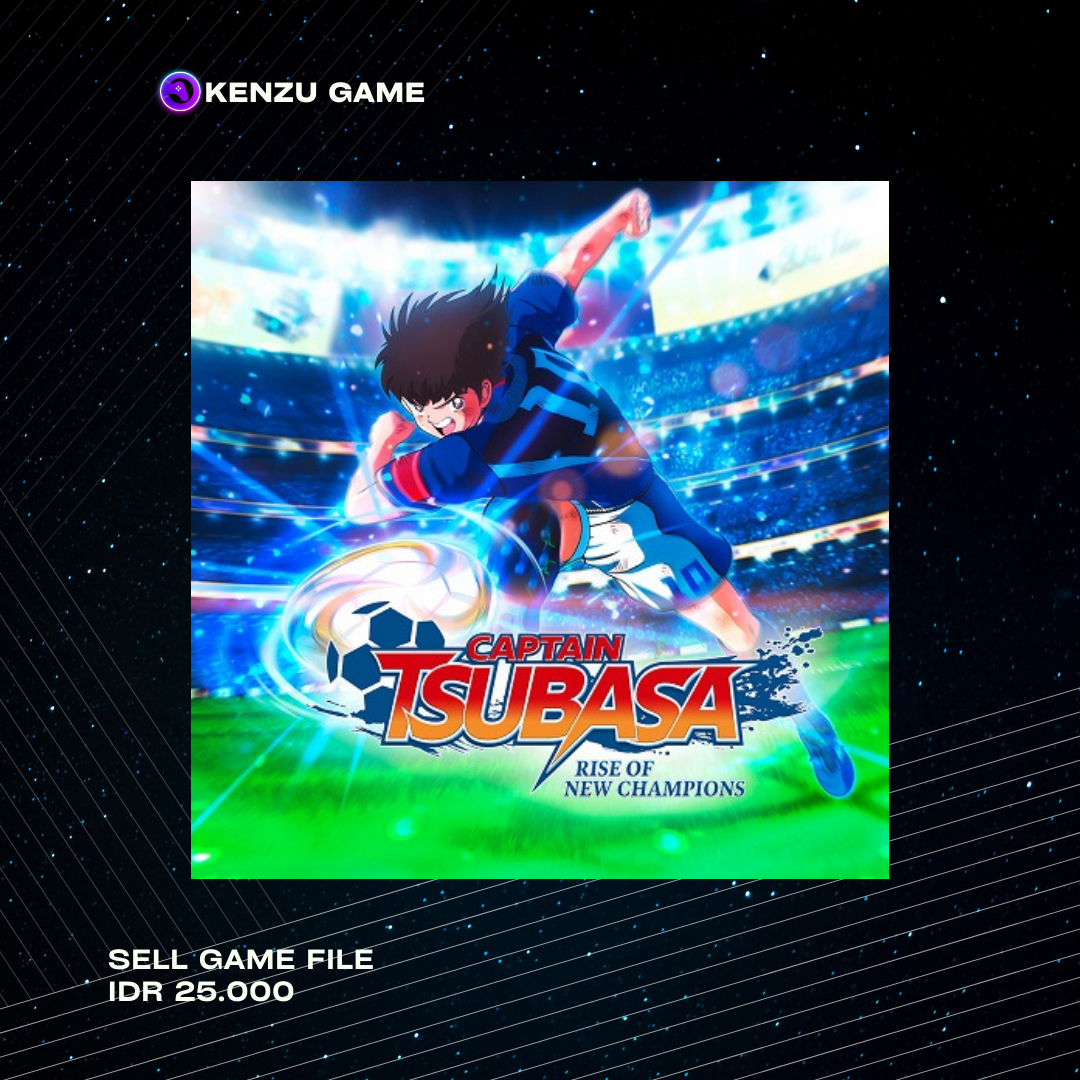 KENZU GAME
CAPTAIN
TSUBASA
RISE OF
NEW CHAMPIONS
SELL GAME FILE
IDR 25.000